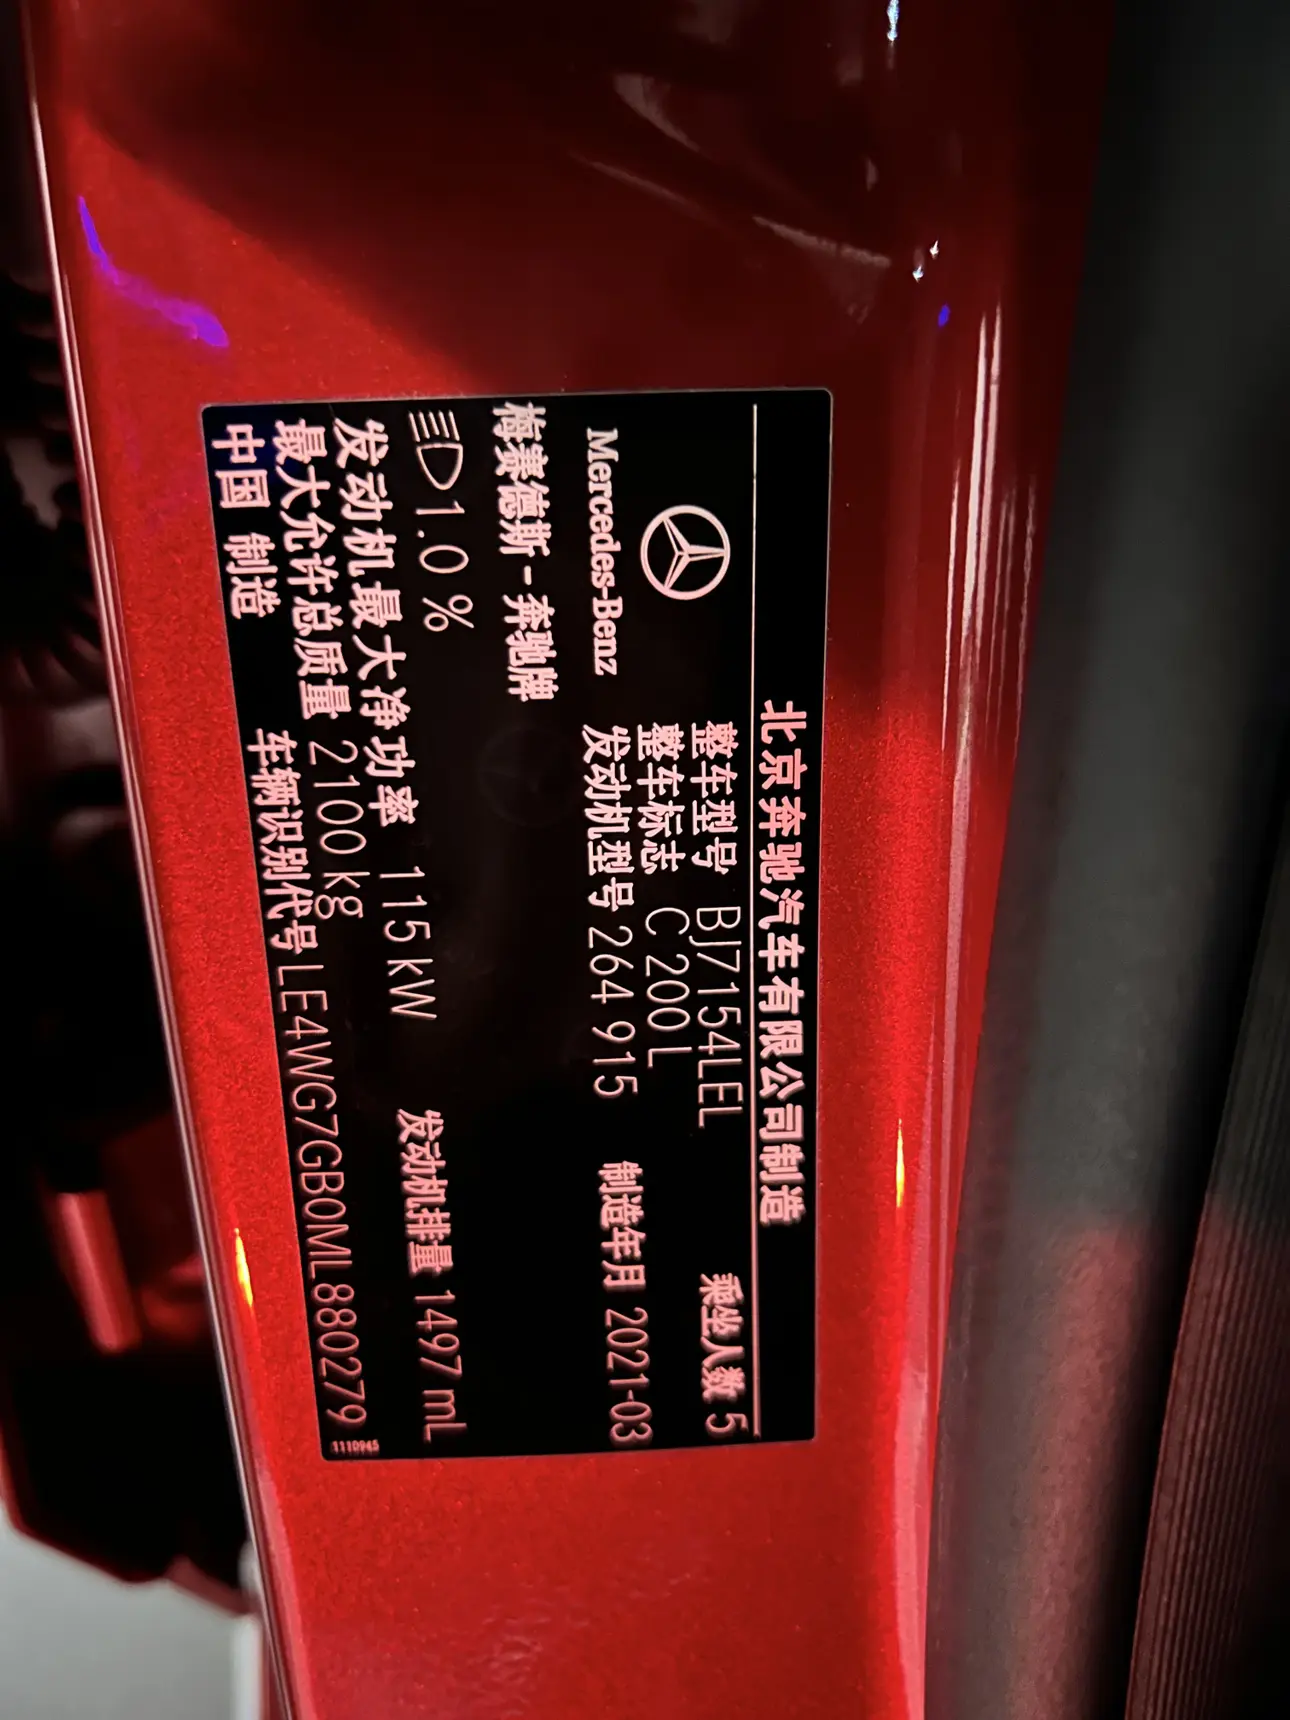 北京奔驰汽车有限公司制造
整车型号 BJ7154LEL 乘坐人数 5
整车标志 C 200 L
Mercedes-Benz 发动机型号 264 915 制造年月 2021-03
梅赛德斯-奔驰牌
1.0 %
发动机最大净功率 115 kW 发动机排量 1497 mL
最大允许总质量 2100 kg
中国 制造 车辆识别代号 LE4WG7GB0ML880279
1110945